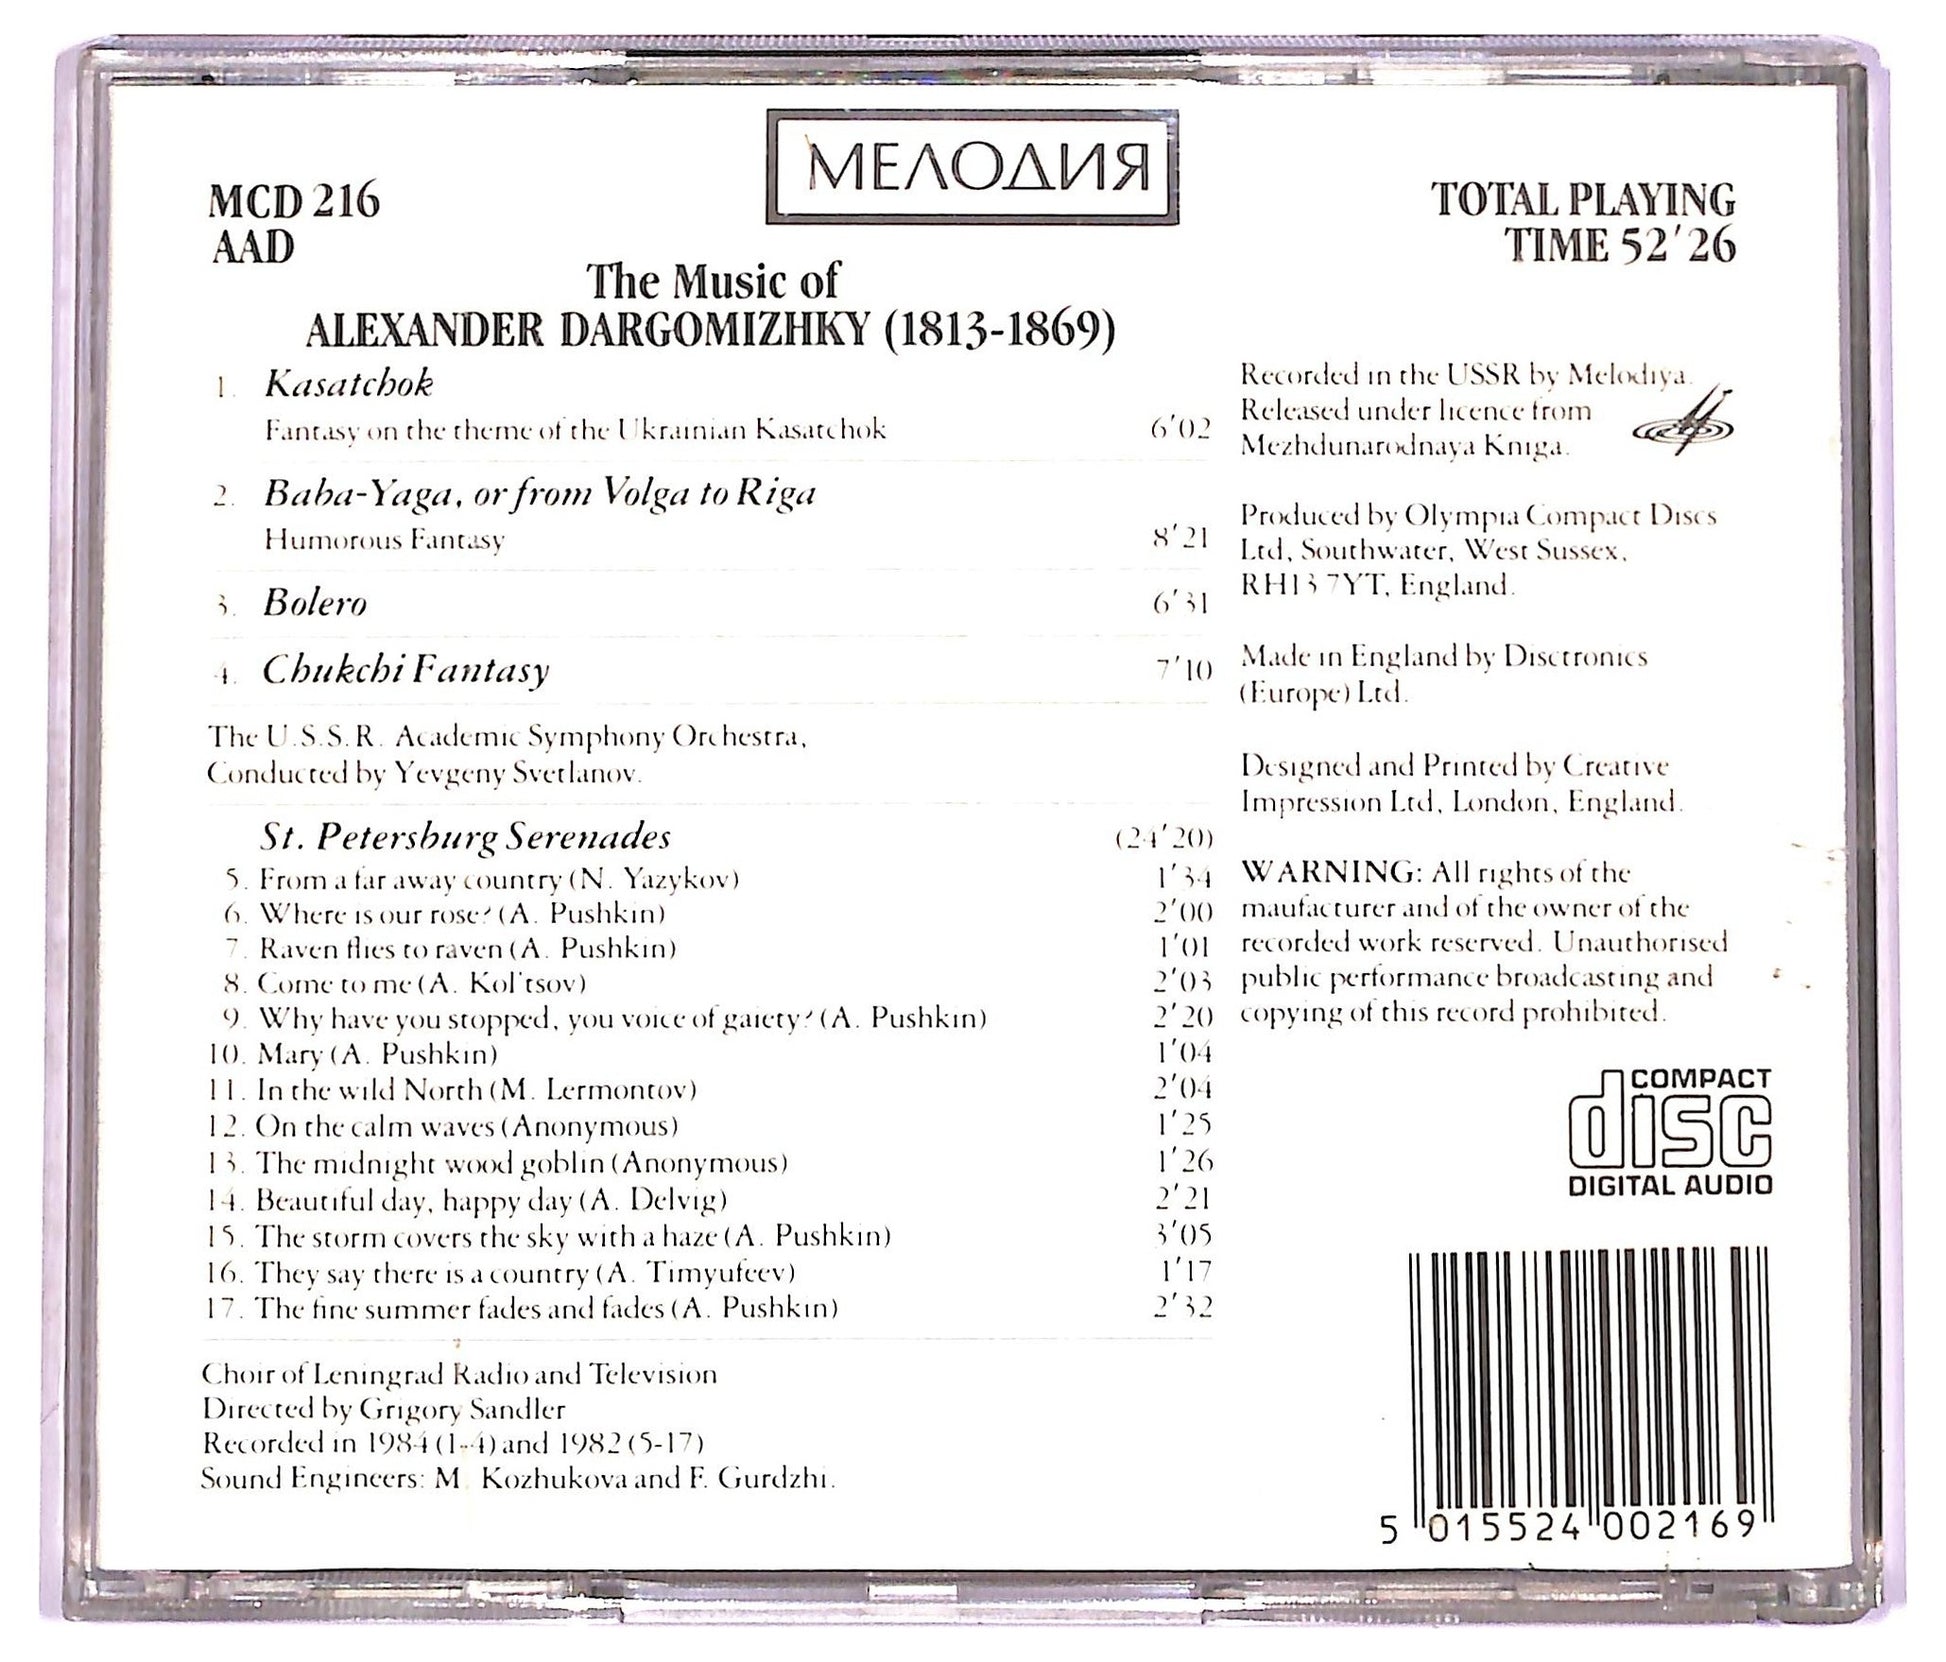 МЕЛОДИЯ
MCD 216
AAD
TOTAL PLAYING
TIME 52'26
The Music of
ALEXANDER DARGOMIZHKY (1813-1869)
1. Kasatchok
Fantasy on the theme of the Ukrainian Kasatchok 6'02
2. Baba-Yaga, or from Volga to Riga
Humorous Fantasy 8'21
3. Bolero 6'31
4. Chukchi Fantasy 7'10
The U.S.S.R. Academic Symphony Orchestra,
Conducted by Yevgeny Svetlanov.
St. Petersburg Serenades (24'20)
5. From a far away country (N. Yazykov) 1'34
6. Where is our rose? (A. Pushkin) 2'00
7. Raven flies to raven (A. Pushkin) 1'01
8. Come to me (A. Kol'tsov) 2'03
9. Why have you stopped, you voice of gaiety? (A. Pushkin) 2'20
10. Mary (A. Pushkin) 1'04
11. In the wild North (M. Lermontov) 2'04
12. On the calm waves (Anonymous) 1'25
13. The midnight wood goblin (Anonymous) 1'26
14. Beautiful day, happy day (A. Delvig) 2'21
15. The storm covers the sky with a haze (A. Pushkin) 3'05
16. They say there is a country (A. Timyufeev) 1'17
17. The fine summer fades and fades (A. Pushkin) 2'32
Choir of Leningrad Radio and Television
Directed by Grigory Sandler
Recorded in 1984 (1-4) and 1982 (5-17)
Sound Engineers: M. Kozhukova and F. Gurdzhi.
Recorded in the USSR by Melodiya.
Released under licence from
Mezhdunarodnaya Kniga.
Produced by Olympia Compact Discs
Ltd, Southwater, West Sussex,
RH13 7YT, England.
Made in England by Disctronics
(Europe) Ltd.
Designed and Printed by Creative
Impression Ltd, London, England.
WARNING: All rights of the
maufacturer and of the owner of the
recorded work reserved. Unauthorised
public performance broadcasting and
copying of this record prohibited.
COMPACT
disc
DIGITAL AUDIO
5 015524 002169